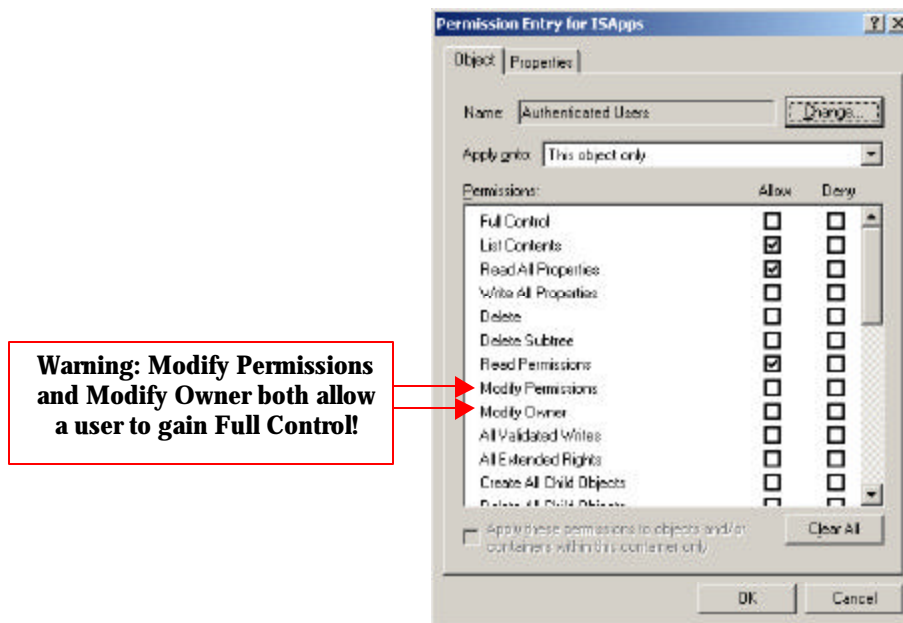 Permission Entry for ISApps
Object Properties
Name: Authenticated Users Change...
Apply onto: This object only
Permissions: Allow Deny
Full Control
List Contents
Read All Properties
Write All Properties
Delete
Delete Subtree
Read Permissions
Modify Permissions
Modify Owner
All Validated Writes
All Extended Rights
Create All Child Objects
Delete All Child Objects
Apply these permissions to objects and/or
containers within this container only
Clear All
OK Cancel
Warning: Modify Permissions
and Modify Owner both allow
a user to gain Full Control!